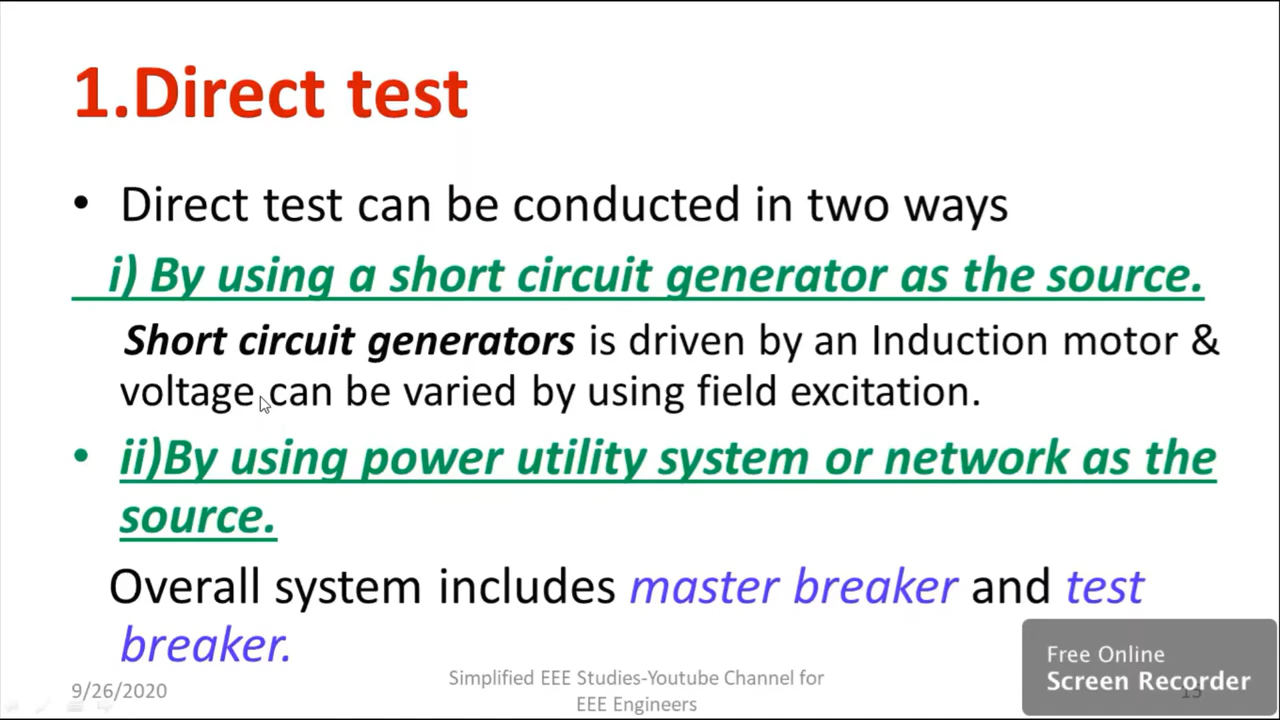 1.Direct test
• Direct test can be conducted in two ways
i) By using a short circuit generator as the source.
Short circuit generators is driven by an Induction motor &
voltage can be varied by using field excitation.
• ii)By using power utility system or network as the
source.
Overall system includes master breaker and test
breaker.
9/26/2020
Simplified EEE Studies-Youtube Channel for
EEE Engineers
Free Online
Screen Recorder